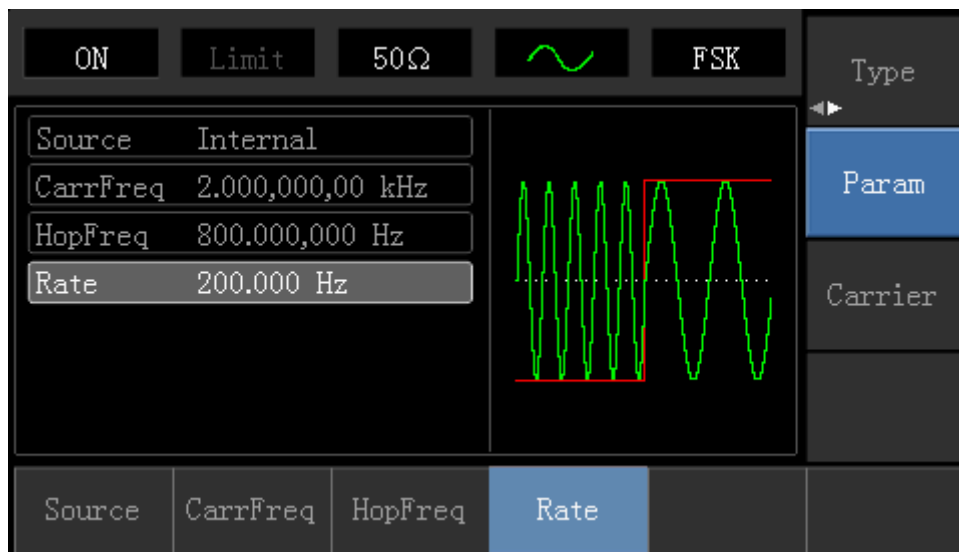 ON Limit 50Ω FSK
Type
Source Internal
CarrFreq 2.000,000,00 kHz
HopFreq 800.000,000 Hz
Rate 200.000 Hz
Param
Carrier
Source CarrFreq HopFreq Rate